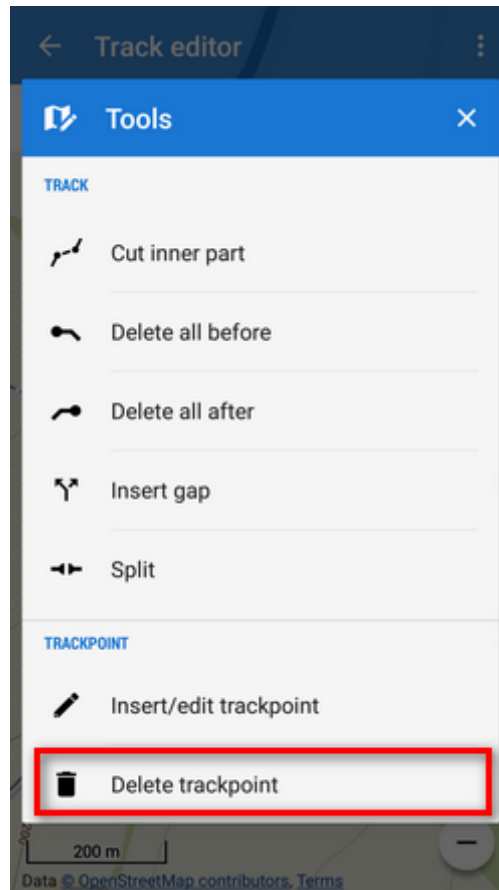 Track editor
Tools
TRACK
Cut inner part
Delete all before
Delete all after
Insert gap
Split
TRACKPOINT
Insert/edit trackpoint
Delete trackpoint
200
200 m
Data © OpenStreetMap contributors, Terms